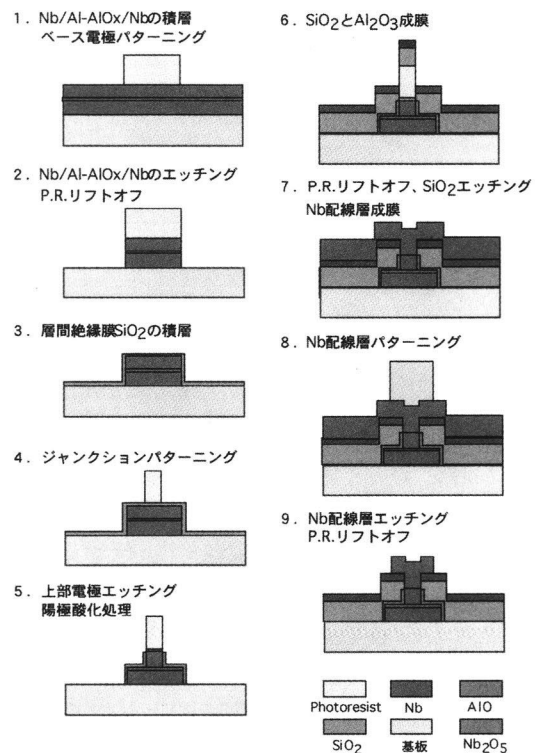 1. Nb/Al-AlOx/Nbの積層
ベース電極パターニング
2. Nb/Al-AlOx/Nbのエッチング
P.R.リフトオフ
3. 層間絶縁膜SiO₂の積層
4. ジャンクションパターニング
5. 上部電極エッチング
陽極酸化処理
6. SiO₂とAl₂O₃成膜
7. P.R.リフトオフ、SiO₂エッチング
Nb配線層成膜
8. Nb配線層パターニング
9. Nb配線層エッチング
P.R.リフトオフ
Photoresist Nb AlO
SiO₂ 基板 Nb₂O₅